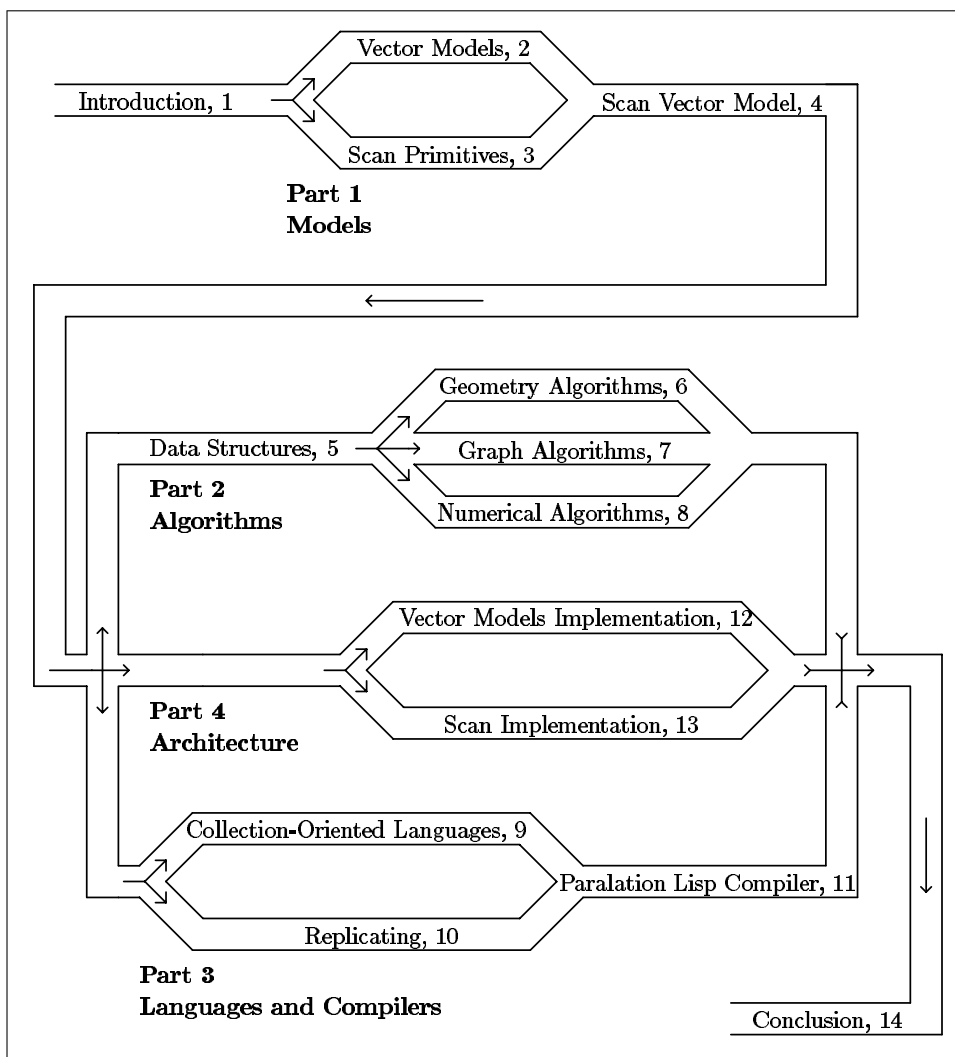 Vector Models, 2
Introduction, 1
Scan Vector Model, 4
Scan Primitives, 3
Part 1
Models
Geometry Algorithms, 6
Data Structures, 5
Graph Algorithms, 7
Part 2
Algorithms
Numerical Algorithms, 8
Vector Models Implementation, 12
Part 4
Architecture
Scan Implementation, 13
Collection-Oriented Languages, 9
Paralation Lisp Compiler, 11
Replicating, 10
Part 3
Languages and Compilers
Conclusion, 14